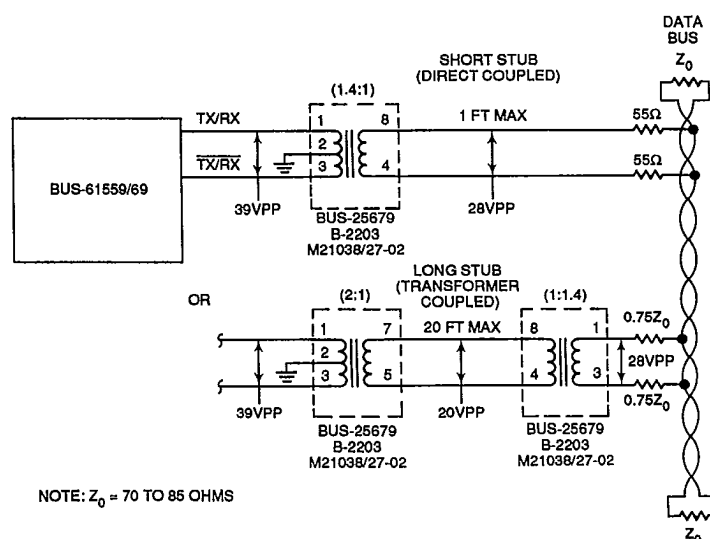 DATA
BUS
Z0
SHORT STUB
(DIRECT COUPLED)
(1.4:1)
TX/RX
1
8
1 FT MAX
55Ω
2
TX/RX
3
4
55Ω
BUS-61559/69
39VPP
28VPP
BUS-25679
B-2203
M21038/27-02
OR
LONG STUB
(TRANSFORMER
COUPLED)
(2:1)
(1:1.4)
0.75Z0
1
7
20 FT MAX
8
1
2
28VPP
3
5
4
3
0.75Z0
39VPP
20VPP
BUS-25679
B-2203
M21038/27-02
BUS-25679
B-2203
M21038/27-02
NOTE: Z0 = 70 TO 85 OHMS
Z0